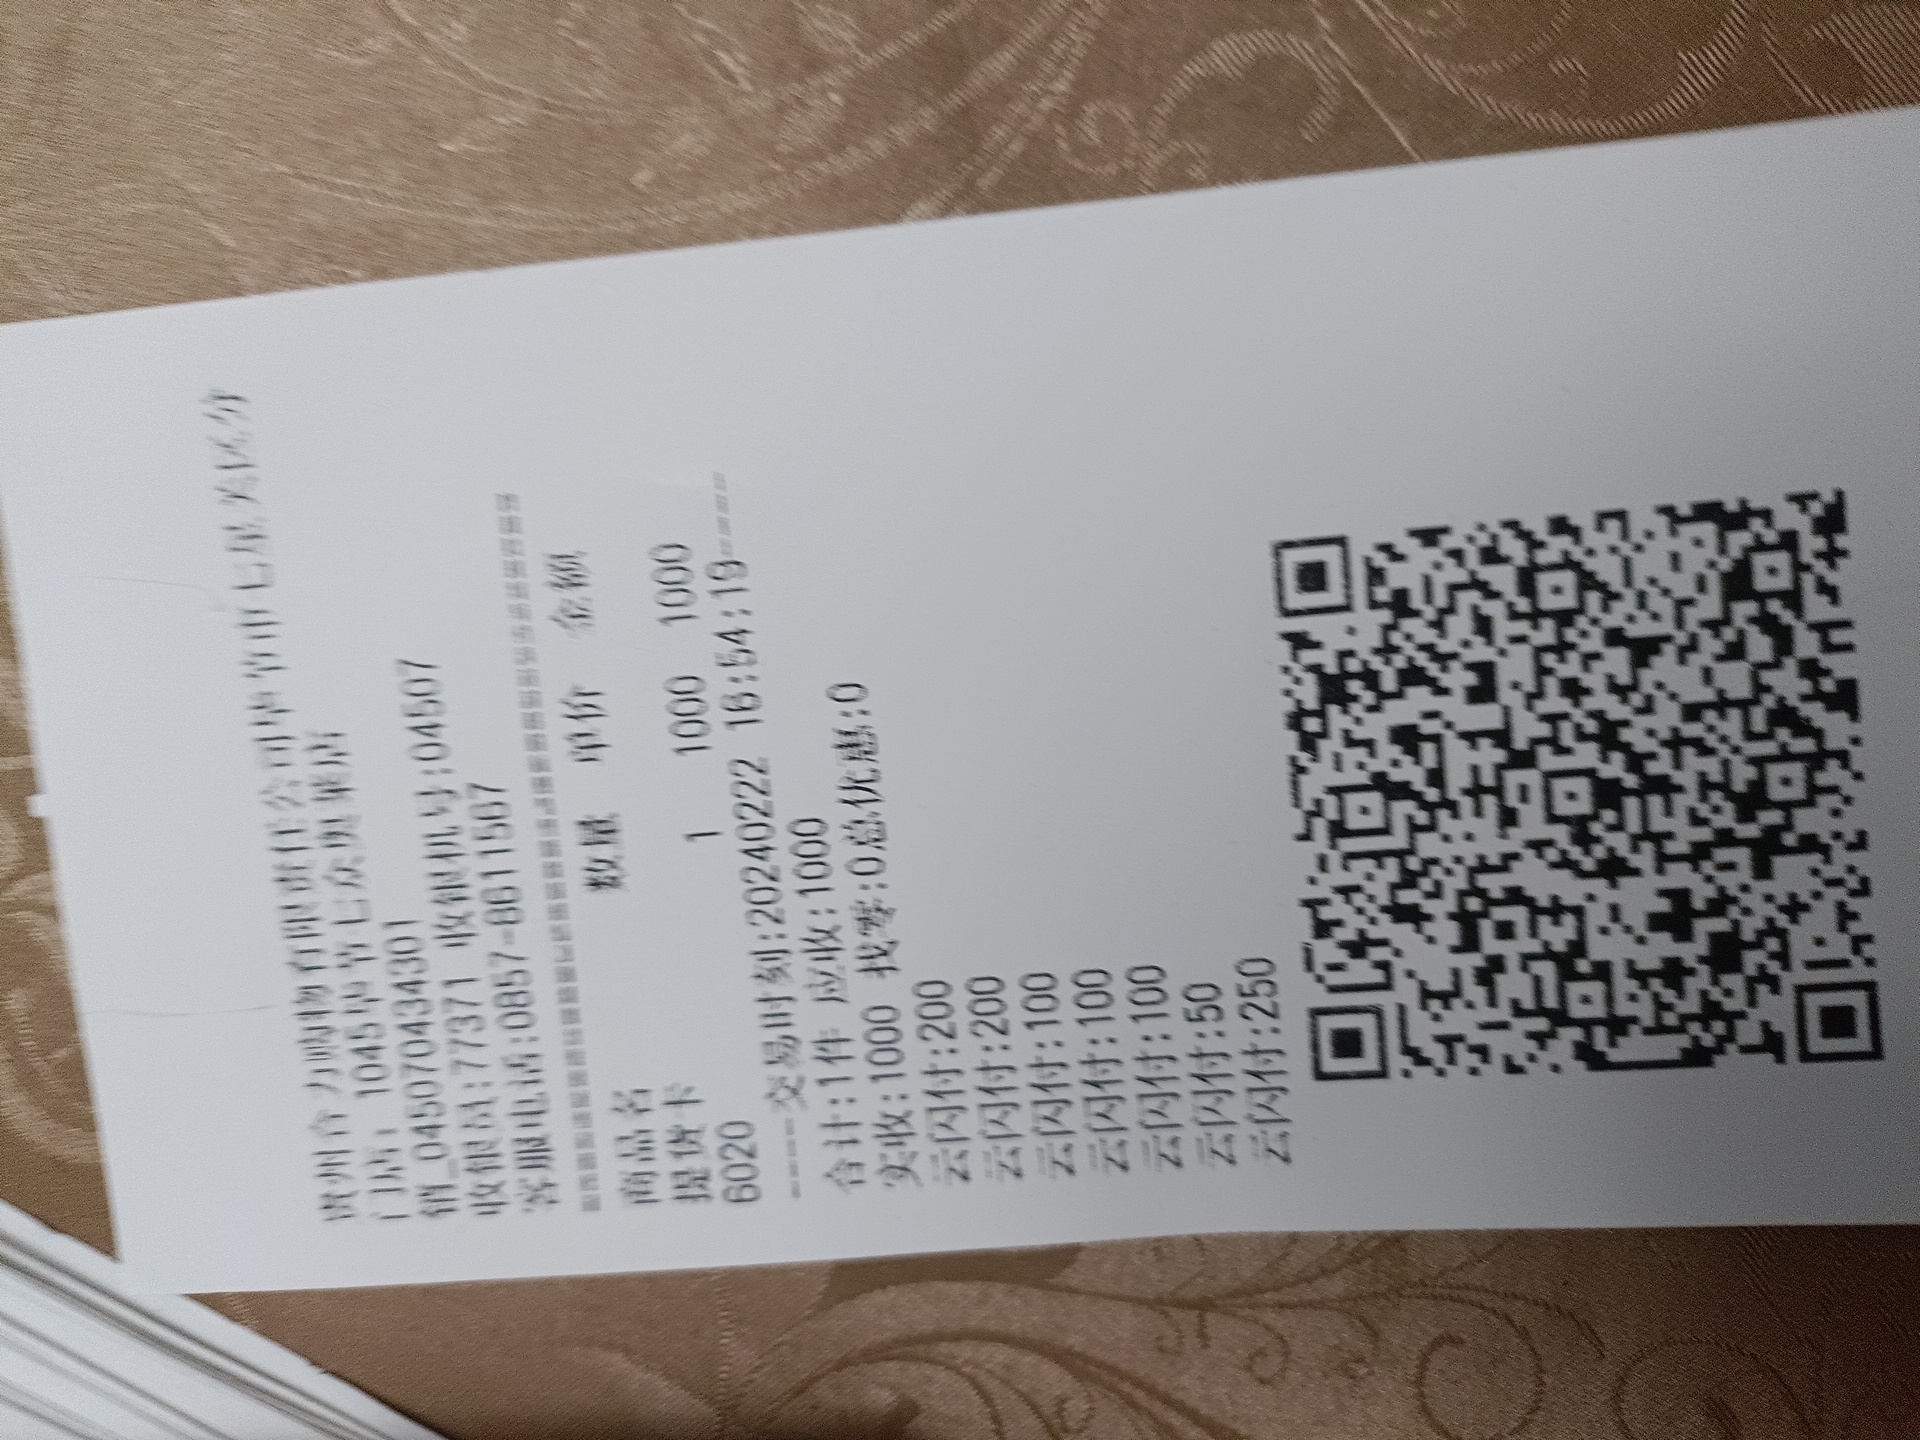 贵州合力购物有限责任公司毕节市七星关区分
门店: 1045毕节七众奥莱店
销_045070434301
收银员:77371 收银机号:04507
客服电话:0857-8611567
商品名 数量 单价 金额
提货卡
6020 1 1000 1000
----交易时刻:20240222 16:54:19----
合计:1件 应收:1000
实收:1000 找零:0总优惠:0
云闪付:200
云闪付:200
云闪付:100
云闪付:100
云闪付:100
云闪付:50
云闪付:250